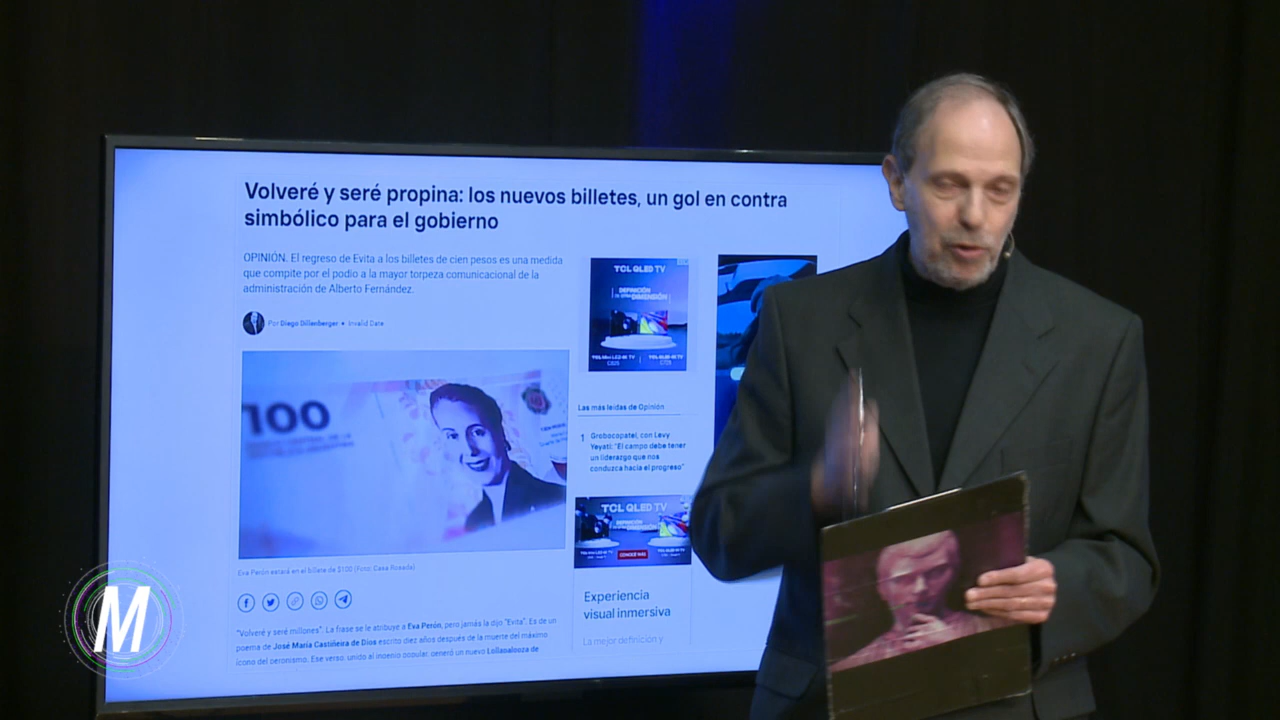 Volveré y seré propina: los nuevos billetes, un gol en contra
simbólico para el gobierno
OPINIÓN. El regreso de Evita a los billetes de cien pesos es una medida
que compite por el podio a la mayor torpeza comunicacional de la
administración de Alberto Fernández.
Por Diego Dillenberger • Invalid Date
TCL QLED TV
DEFINICIÓN
DIMENSIÓN
100
Las más leídas de Opinión
1 Grobocopatel, con Levy
Yeyati: "El campo debe tener
un liderazgo que nos
conduzca hacia el progreso"
TCL QLED TV
CONOCE MÁS
Eva Perón estará en el billete de $100 (Foto: Casa Rosada)
Experiencia
visual inmersiva
La mejor definición y
"Volveré y seré millones". La frase se le atribuye a Eva Perón, pero jamás la dijo "Evita". Es de un
poema de José María Castiñeira de Dios escrito diez años después de la muerte del máximo
ícono del peronismo. Ese verso, unido al ingenio popular, generó un nuevo Lollapalooza de
M